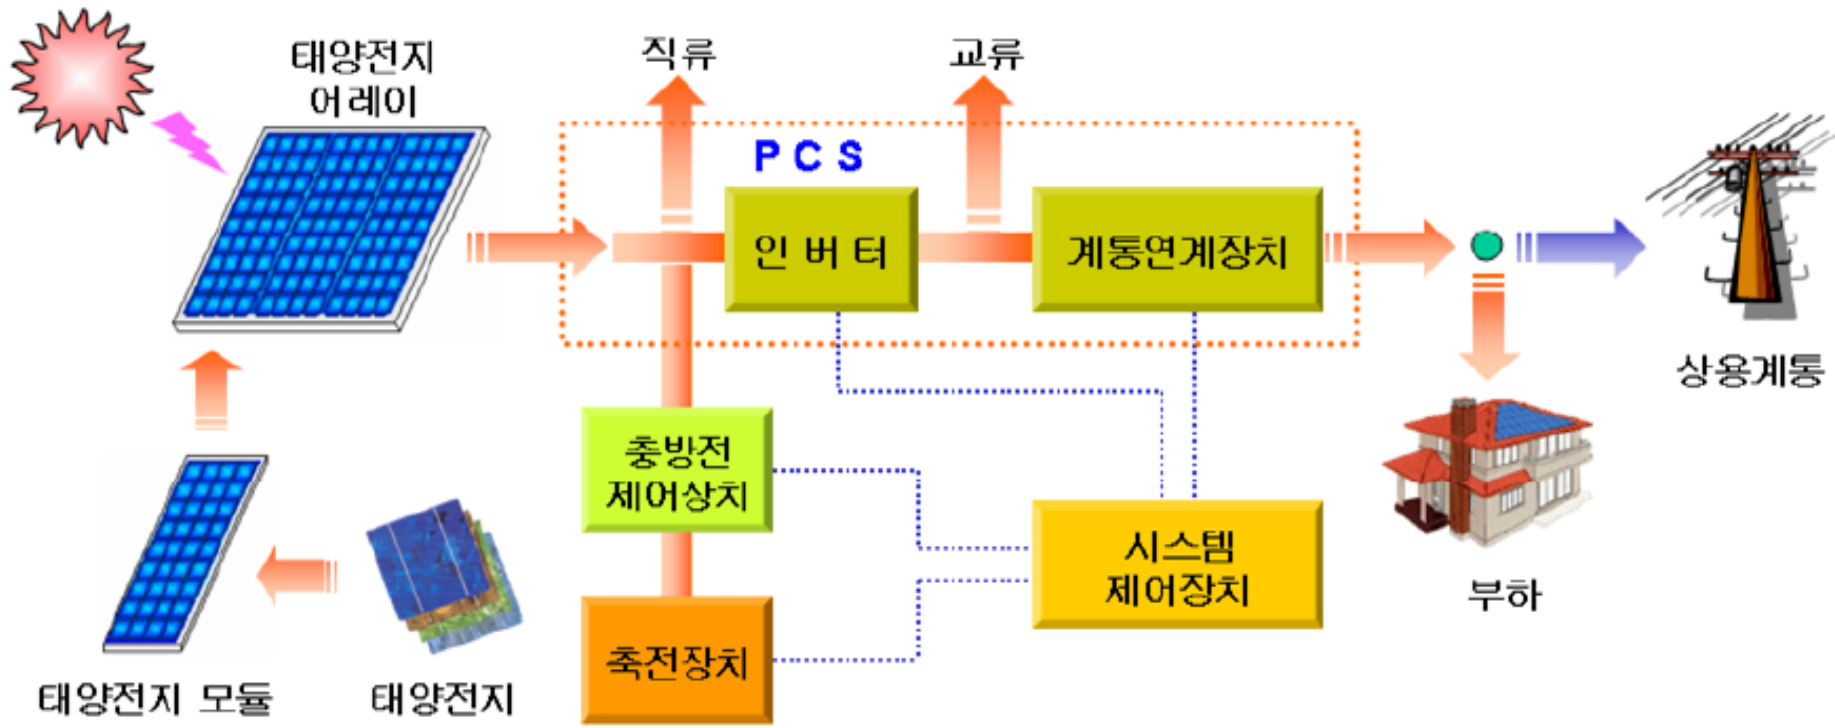 태양전지
어레이
직류
교류
P C S
인 버 터
계통연계장치
상용계통
충방전
제어상치
시스템
제어장치
부하
축전장치
태양전지 모듈
태양전지